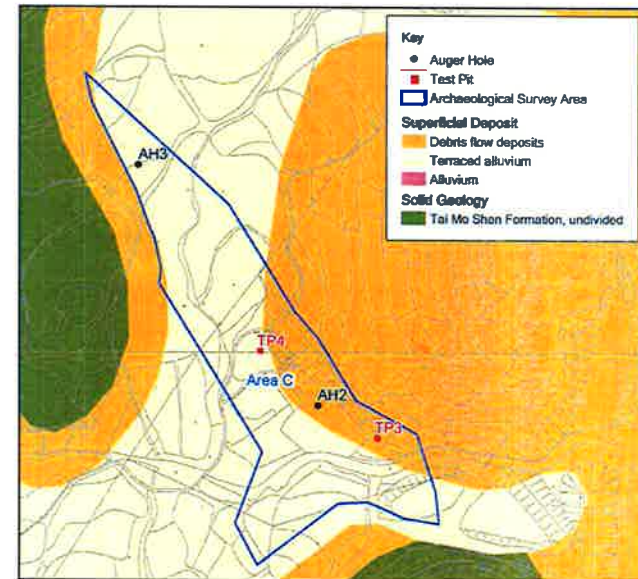 Key
Auger Hole
Test Pit
Archaeological Survey Area
Superficial Deposit
Debris flow deposits
Terraced alluvium
Alluvium
Solid Geology
Tai Mo Shan Formation, undivided
AH3
TP4
Area C
AH2
TP3